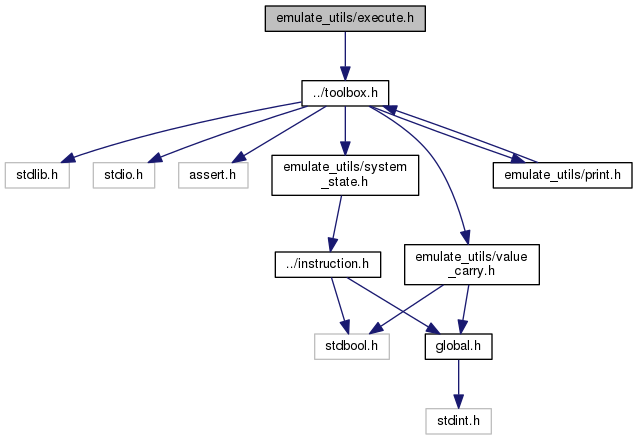 emulate_utils/execute.h
../toolbox.h
stdlib.h
stdio.h
assert.h
emulate_utils/system
_state.h
emulate_utils/print.h
../instruction.h
emulate_utils/value
_carry.h
stdbool.h
global.h
stdint.h